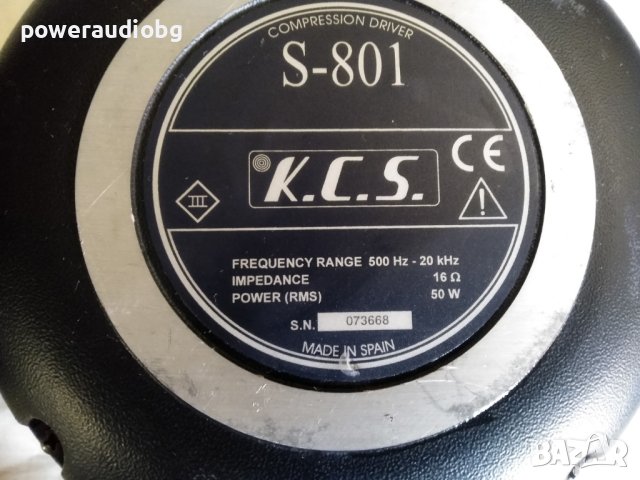 poweraudiobg
COMPRESSION DRIVER
S-801
K.C.S.
CE
III
FREQUENCY RANGE 500 Hz - 20 kHz
IMPEDANCE 16 Ω
POWER (RMS) 50 W
S.N. 073668
MADE IN SPAIN
BAZAR